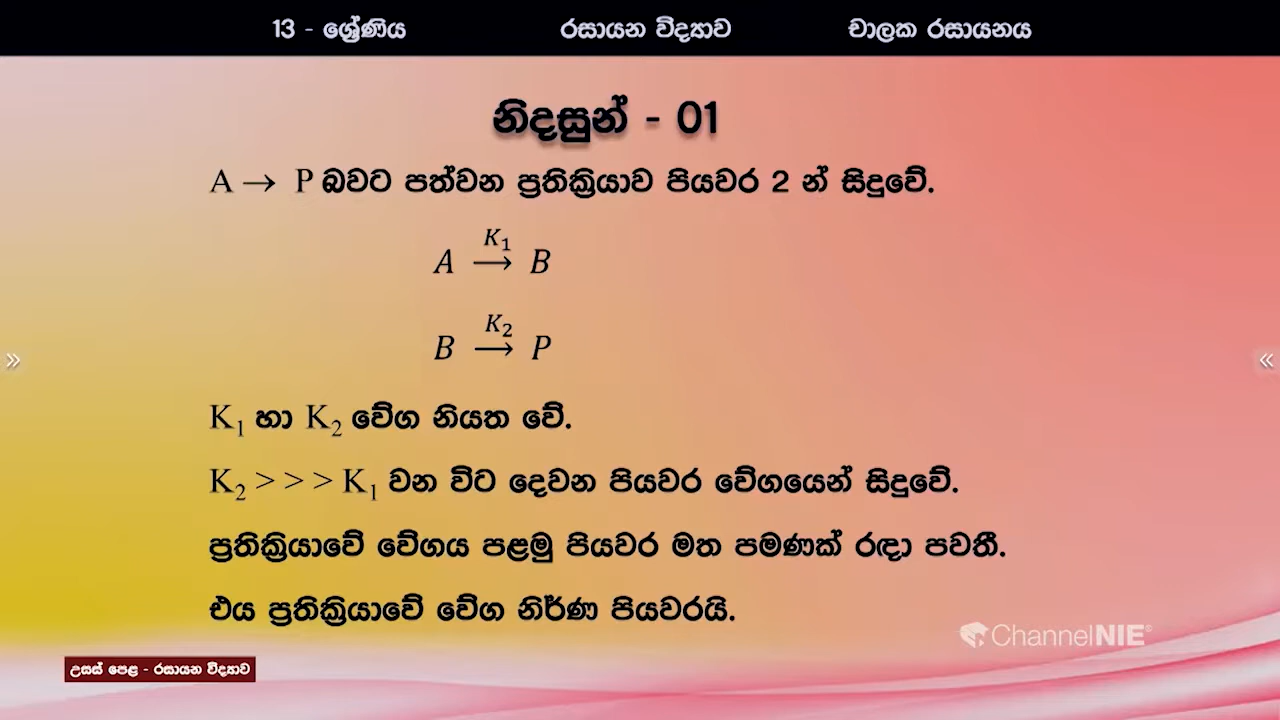 13 - ශ්‍රේණිය රසායන විද්‍යාව චාලක රසායනය
නිදසුන් - 01
A → P බවට පත්වන ප්‍රතික්‍රියාව පියවර 2 න් සිදුවේ.
K₁
A → B
K₂
B → P
K₁ හා K₂ වේග නියත වේ.
K₂ > > > K₁ වන විට දෙවන පියවර වේගයෙන් සිදුවේ.
ප්‍රතික්‍රියාවේ වේගය පළමු පියවර මත පමණක් රඳා පවතී.
එය ප්‍රතික්‍රියාවේ වේග නිර්ණ පියවරයි.
ChannelNIE©
උසස් පෙළ - රසායන විද්‍යාව